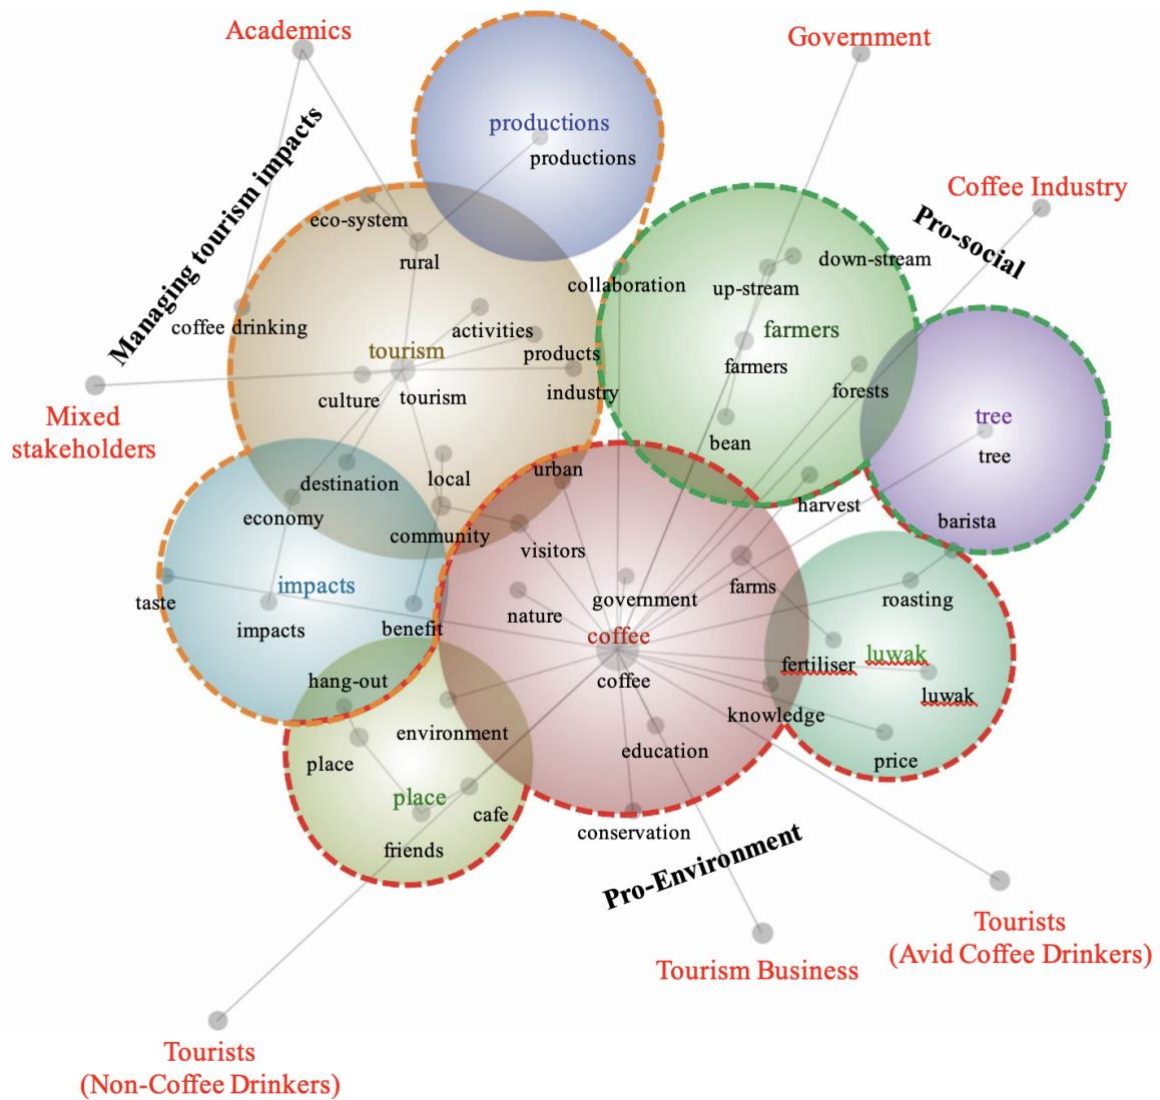 Academics
Government
productions
productions
Managing tourism impacts
Coffee Industry
Pro-social
eco-system
rural
down-stream
collaboration
up-stream
coffee drinking
activities
farmers
tourism
products
farmers
culture
tourism
industry
forests
Mixed
stakeholders
tree
bean
tree
urban
destination
local
harvest
economy
community
barista
visitors
impacts
farms
taste
nature
government
roasting
impacts
benefit
coffee
fertiliser
luwak
hang-out
coffee
luwak
knowledge
environment
education
place
price
place
cafe
conservation
friends
Pro-Environment
Tourists
(Avid Coffee Drinkers)
Tourism Business
Tourists
(Non-Coffee Drinkers)